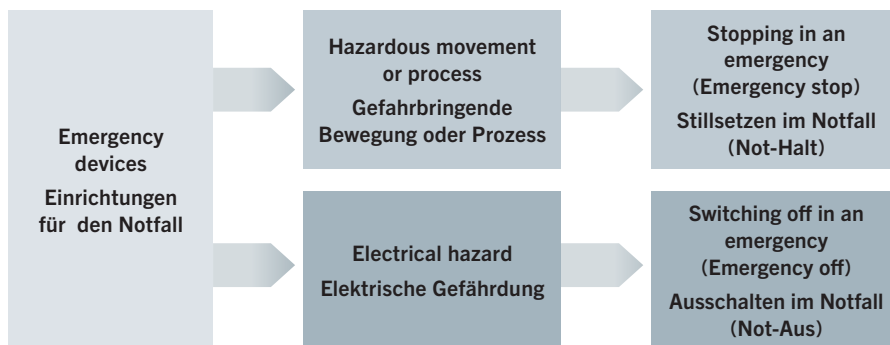 Emergency
devices
Einrichtungen
für den Notfall
Hazardous movement
or process
Gefahrbringende
Bewegung oder Prozess
Stopping in an
emergency
(Emergency stop)
Stillsetzen im Notfall
(Not-Halt)
Electrical hazard
Elektrische Gefährdung
Switching off in an
emergency
(Emergency off)
Ausschalten im Notfall
(Not-Aus)